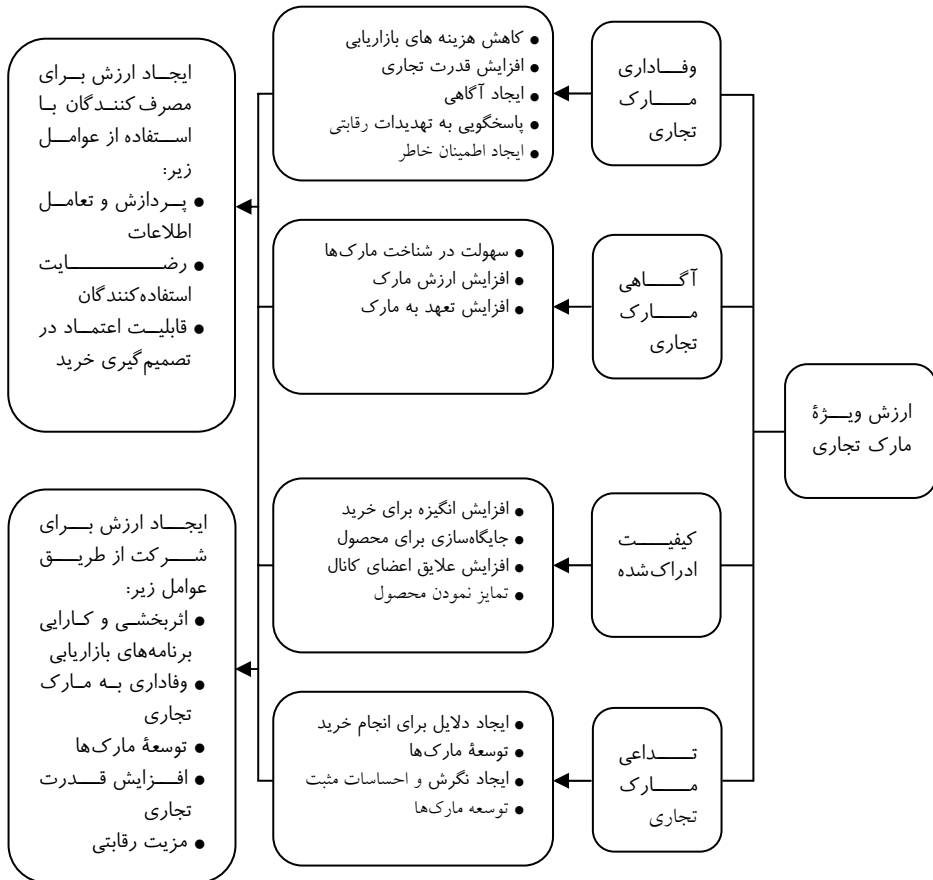 ارزش ویژۀ
مارک تجاری
وفاداری
مارک
تجاری
آگاهی
مارک
تجاری
کیفیت
ادراک‌شده
تداعی
مارک
تجاری
● کاهش هزینه های بازاریابی
● افزایش قدرت تجاری
● ایجاد آگاهی
● پاسخگویی به تهدیدات رقابتی
● ایجاد اطمینان خاطر
● سهولت در شناخت مارک‌ها
● افزایش ارزش مارک
● افزایش تعهد به مارک
● افزایش انگیزه برای خرید
● جایگاه‌سازی برای محصول
● افزایش علایق اعضای کانال
● تمایز نمودن محصول
● ایجاد دلایل برای انجام خرید
● توسعۀ مارک‌ها
● ایجاد نگرش و احساسات مثبت
● توسعه مارک‌ها
ایجاد ارزش برای
مصرف کنندگان با
استفاده از عوامل
زیر:
● پردازش و تعامل
اطلاعات
● رضایت
استفاده‌کنندگان
● قابلیت اعتماد در
تصمیم‌گیری خرید
ایجاد ارزش برای
شرکت از طریق
عوامل زیر:
● اثربخشی و کارایی
برنامه‌های بازاریابی
● وفاداری به مارک
تجاری
● توسعۀ مارک‌ها
● افزایش قدرت
تجاری
● مزیت رقابتی